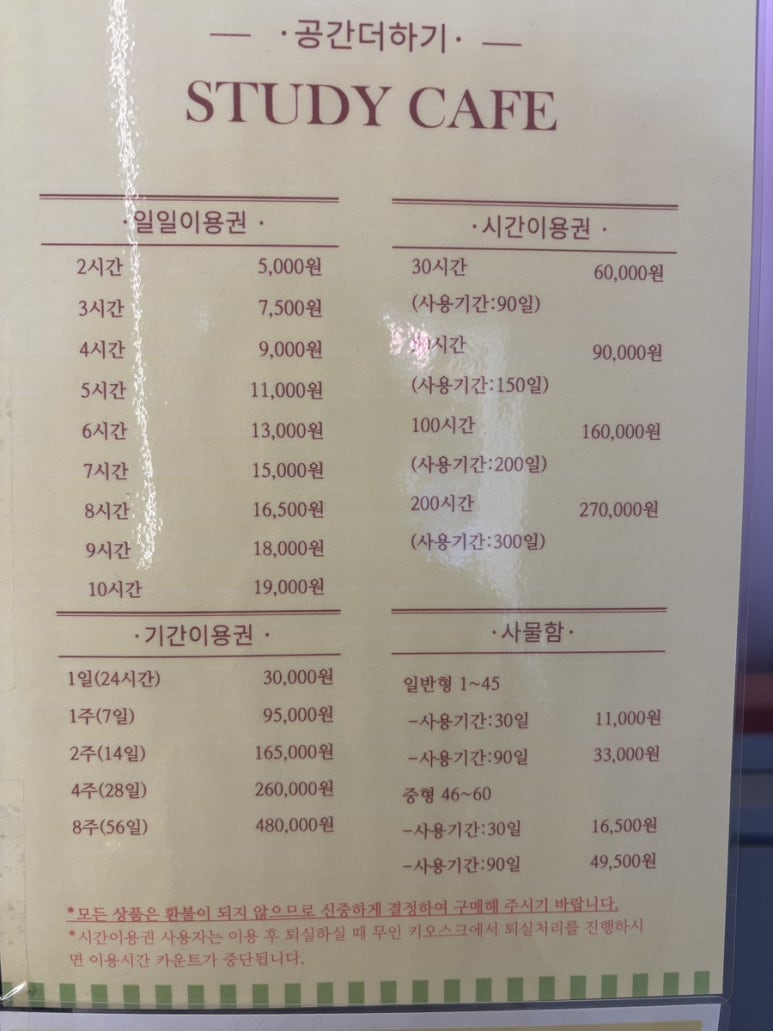 ·공간더하기·
STUDY CAFE
·일일이용권·
2시간 5,000원
3시간 7,500원
4시간 9,000원
5시간 11,000원
6시간 13,000원
7시간 15,000원
8시간 16,500원
9시간 18,000원
10시간 19,000원
·시간이용권·
30시간 60,000원
(사용기간:90일)
시간 90,000원
(사용기간:150일)
100시간 160,000원
(사용기간:200일)
200시간 270,000원
(사용기간:300일)
·기간이용권·
1일(24시간) 30,000원
1주(7일) 95,000원
2주(14일) 165,000원
4주(28일) 260,000원
8주(56일) 480,000원
·사물함·
일반형 1~45
-사용기간:30일 11,000원
-사용기간:90일 33,000원
중형 46~60
-사용기간:30일 16,500원
-사용기간:90일 49,500원
*모든 상품은 환불이 되지 않으므로 신중하게 결정하여 구매해 주시기 바랍니다.
*시간이용권 사용자는 이용 후 퇴실하실 때 무인 키오스크에서 퇴실처리를 진행하시
면 이용시간 카운트가 중단됩니다.